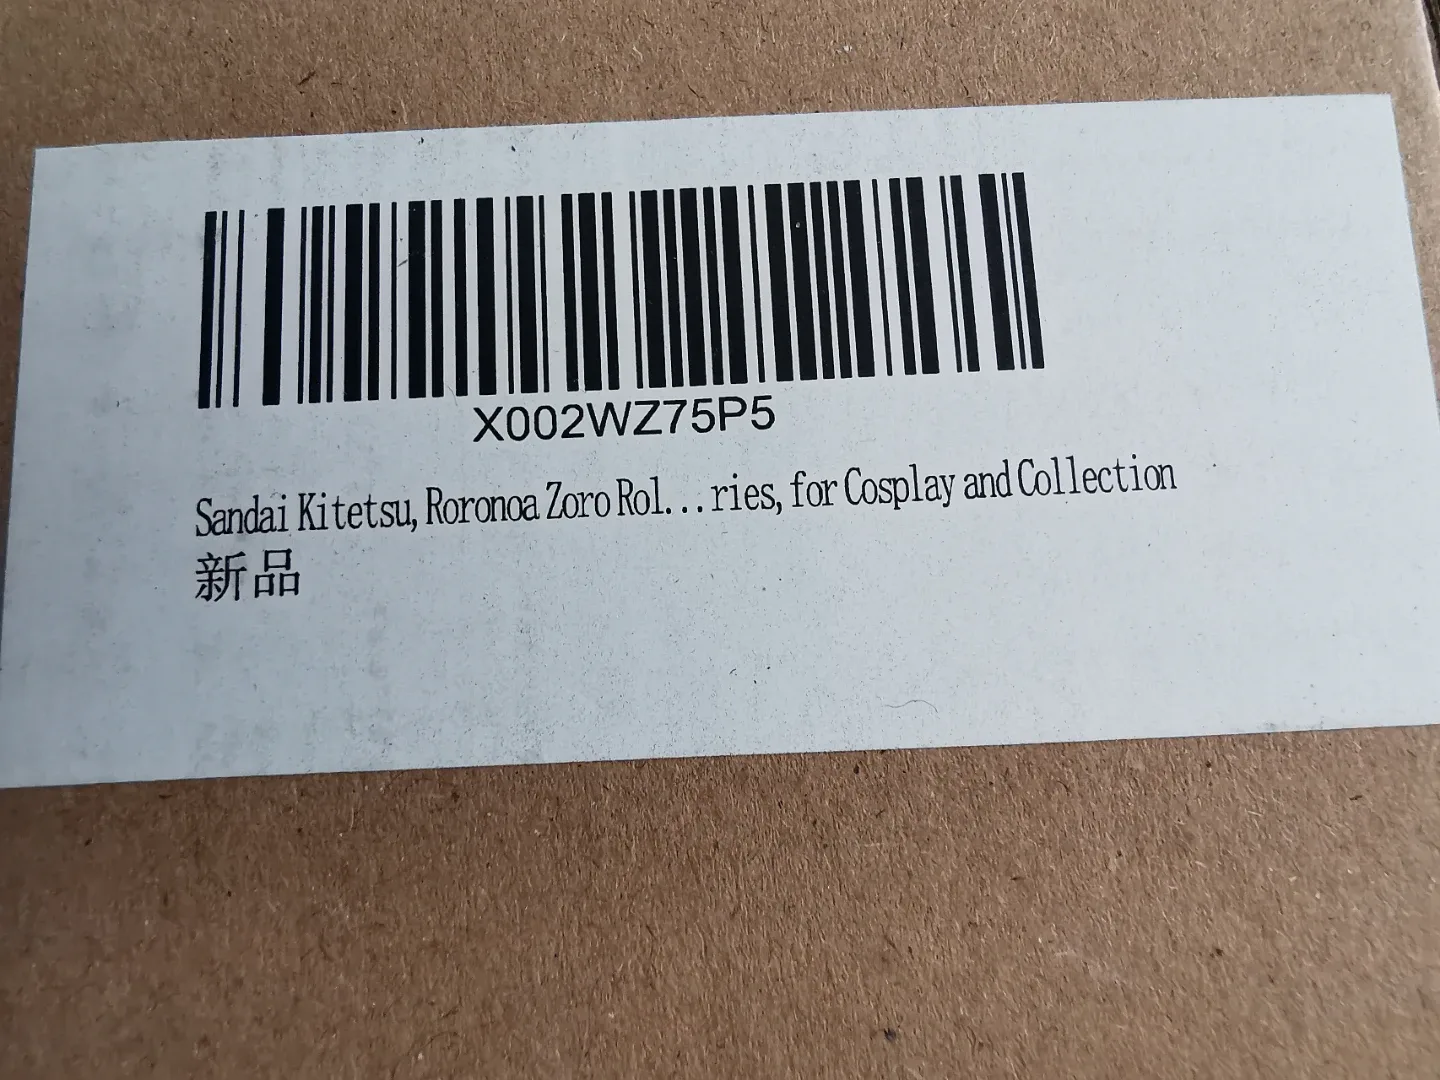 X002WZ75P5
Sandai Kitetsu, Roronoa Zoro Rol...ries, for Cosplay and Collection
新品